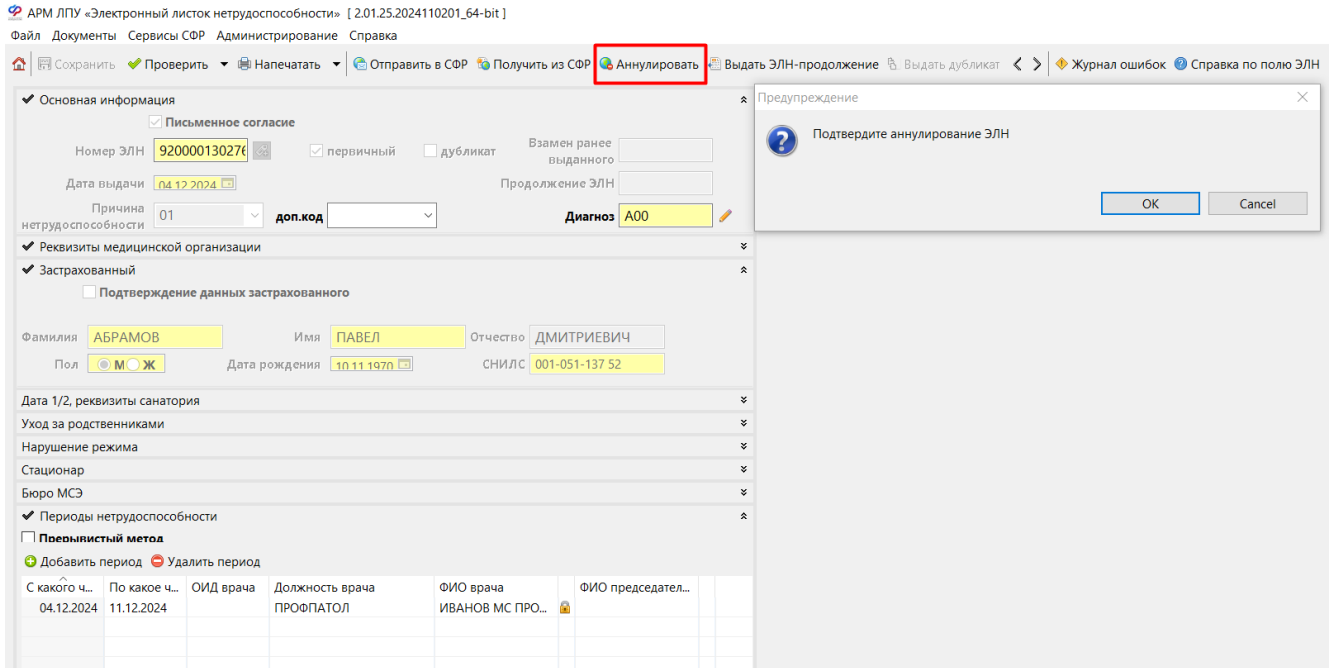 АРМ ЛПУ «Электронный листок нетрудоспособности» [ 2.01.25.2024110201_64-bit ]
Файл Документы Сервисы СФР Администрирование Справка
Сохранить Проверить Напечатать Отправить в СФР Получить из СФР Аннулировать Выдать ЭЛН-продолжение Выдать дубликат Журнал ошибок Справка по полю ЭЛН
Основная информация
Письменное согласие
Номер ЭЛН 92000013027 первичный дубликат Взамен ранее выданного
Дата выдачи 04.12.2024 Продолжение ЭЛН
Причина нетрудоспособности 01 доп.код Диагноз A00
Реквизиты медицинской организации
Застрахованный
Подтверждение данных застрахованного
Фамилия АБРАМОВ Имя ПАВЕЛ Отчество ДМИТРИЕВИЧ
Пол М Ж Дата рождения 10.11.1970 СНИЛС 001-051-137 52
Дата 1/2, реквизиты санатория
Уход за родственниками
Нарушение режима
Стационар
Бюро МСЭ
Периоды нетрудоспособности
Прерывистый метод
Добавить период Удалить период
С какого ч... По какое ч... ОИД врача Должность врача ФИО врача ФИО председател...
04.12.2024 11.12.2024 ПРОФПАТОЛ ИВАНОВ МС ПРО...
Предупреждение
Подтвердите аннулирование ЭЛН
OK Cancel